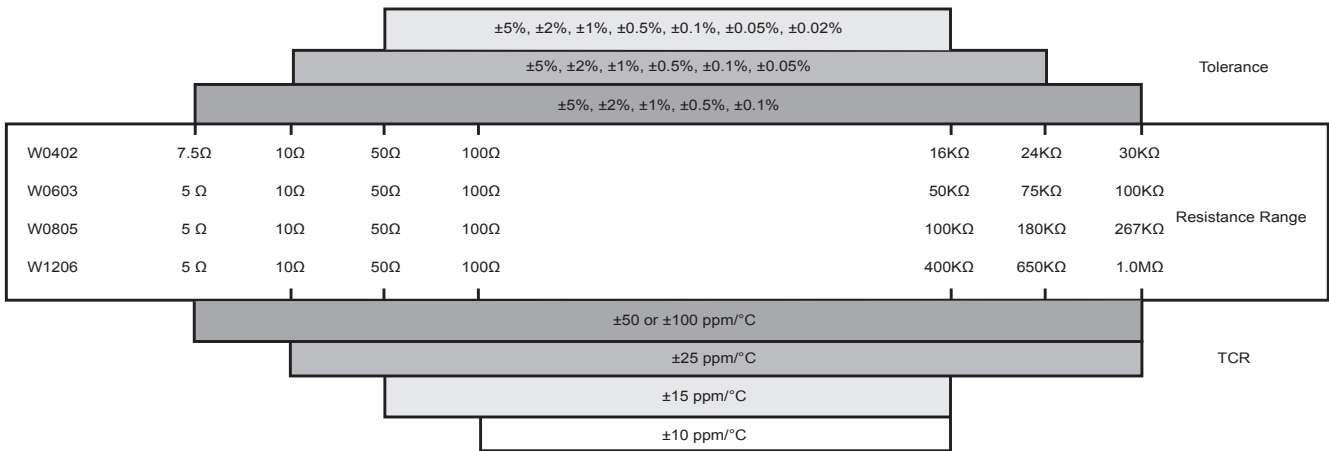 ±5%, ±2%, ±1%, ±0.5%, ±0.1%, ±0.05%, ±0.02%
±5%, ±2%, ±1%, ±0.5%, ±0.1%, ±0.05%
Tolerance
±5%, ±2%, ±1%, ±0.5%, ±0.1%
W0402 7.5Ω 10Ω 50Ω 100Ω 16KΩ 24KΩ 30KΩ
W0603 5 Ω 10Ω 50Ω 100Ω 50KΩ 75KΩ 100KΩ
Resistance Range
W0805 5 Ω 10Ω 50Ω 100Ω 100KΩ 180KΩ 267KΩ
W1206 5 Ω 10Ω 50Ω 100Ω 400KΩ 650KΩ 1.0MΩ
±50 or ±100 ppm/°C
±25 ppm/°C TCR
±15 ppm/°C
±10 ppm/°C